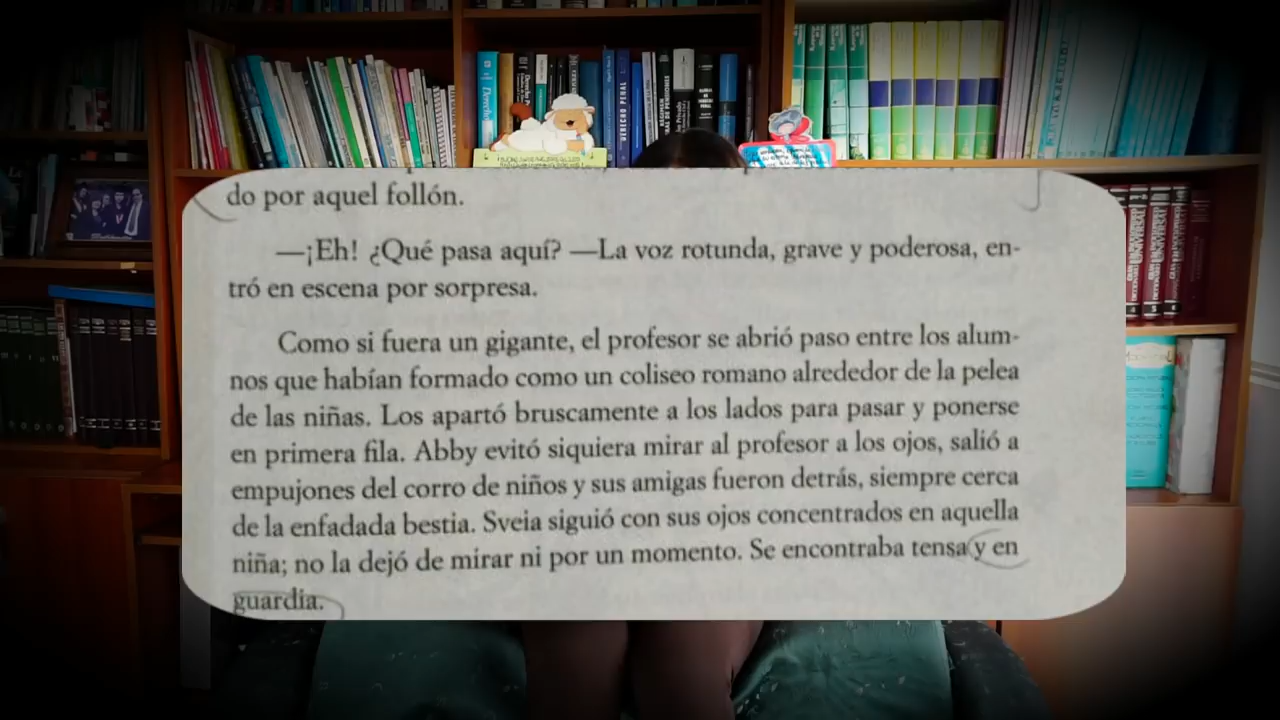 Derecho
DERECHO PENAL
do por aquel follón.
—¡Eh! ¿Qué pasa aquí? —La voz rotunda, grave y poderosa, en-
tró en escena por sorpresa.
Como si fuera un gigante, el profesor se abrió paso entre los alum-
nos que habían formado como un coliseo romano alrededor de la pelea
de las niñas. Los apartó bruscamente a los lados para pasar y ponerse
en primera fila. Abby evitó siquiera mirar al profesor a los ojos, salió a
empujones del corro de niños y sus amigas fueron detrás, siempre cerca
de la enfadada bestia. Sveia siguió con sus ojos concentrados en aquella
niña; no la dejó de mirar ni por un momento. Se encontraba tensa y en
guardia.